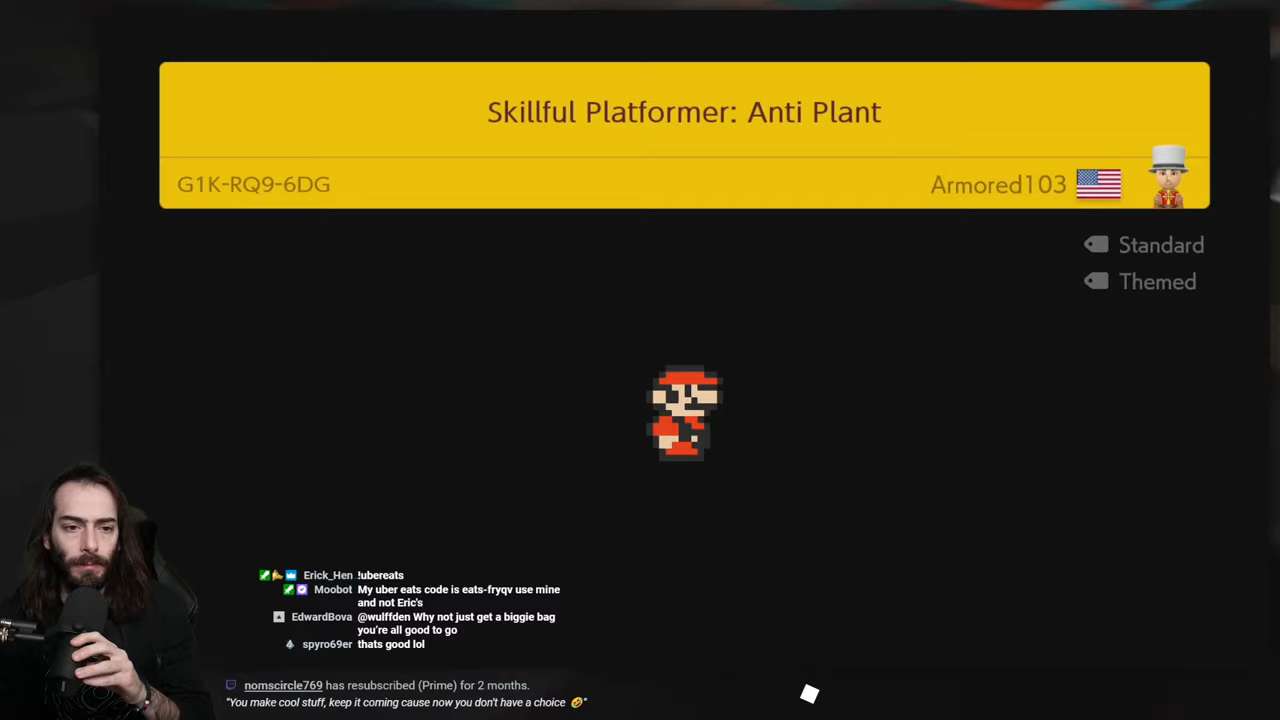 Skillful Platformer: Anti Plant
G1K-RQ9-6DG
Armored103
Standard
Themed
Erick_Hen !ubereats
Moobot My uber eats code is eats-fryqv use mine
and not Eric's
EdwardBova @wulffden Why not just get a biggie bag
you're all good to go
spyro69er thats good lol
nomscircle769 has resubscribed (Prime) for 2 months.
"You make cool stuff, keep it coming cause now you don't have a choice 🤣"